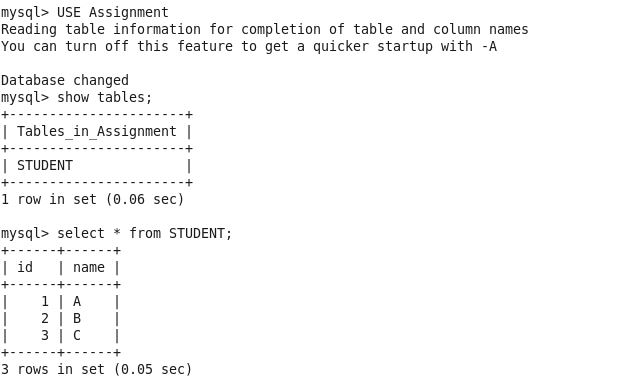 mysql> USE Assignment
Reading table information for completion of table and column names
You can turn off this feature to get a quicker startup with -A

Database changed
mysql> show tables;
+----------------------+
| Tables_in_Assignment |
+----------------------+
| STUDENT              |
+----------------------+
1 row in set (0.06 sec)

mysql> select * from STUDENT;
+------+------+
| id   | name |
+------+------+
|    1 | A    |
|    2 | B    |
|    3 | C    |
+------+------+
3 rows in set (0.05 sec)